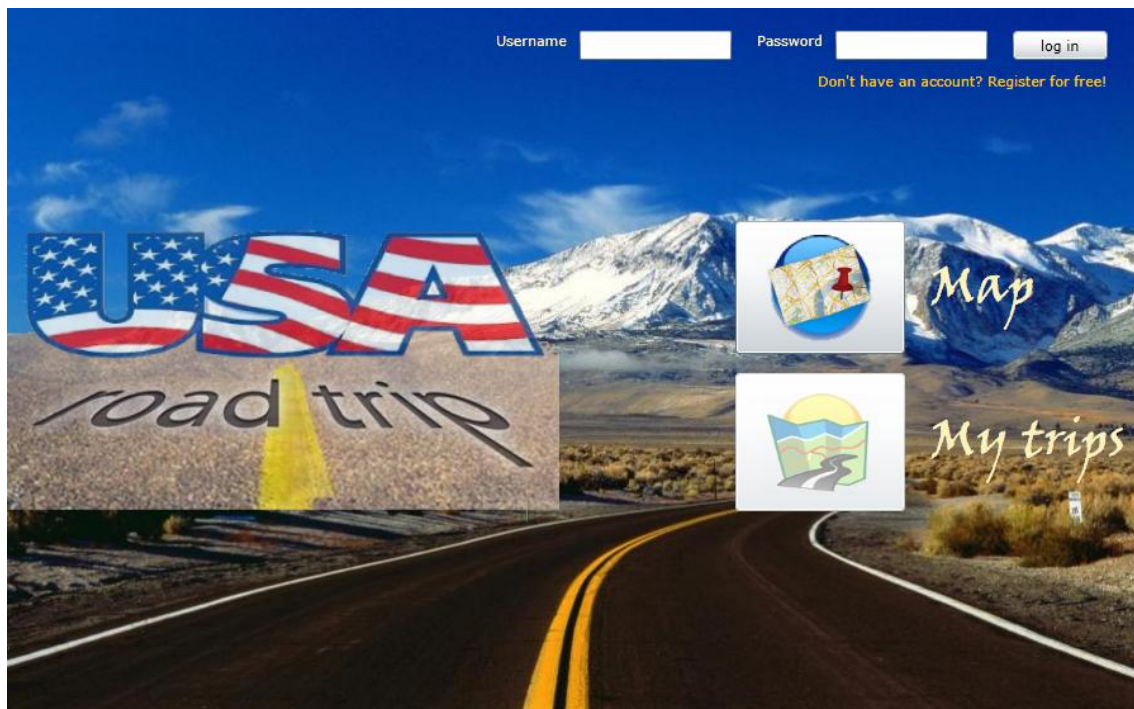 Username Password log in
Don't have an account? Register for free!
USA
road trip
Map
My trips